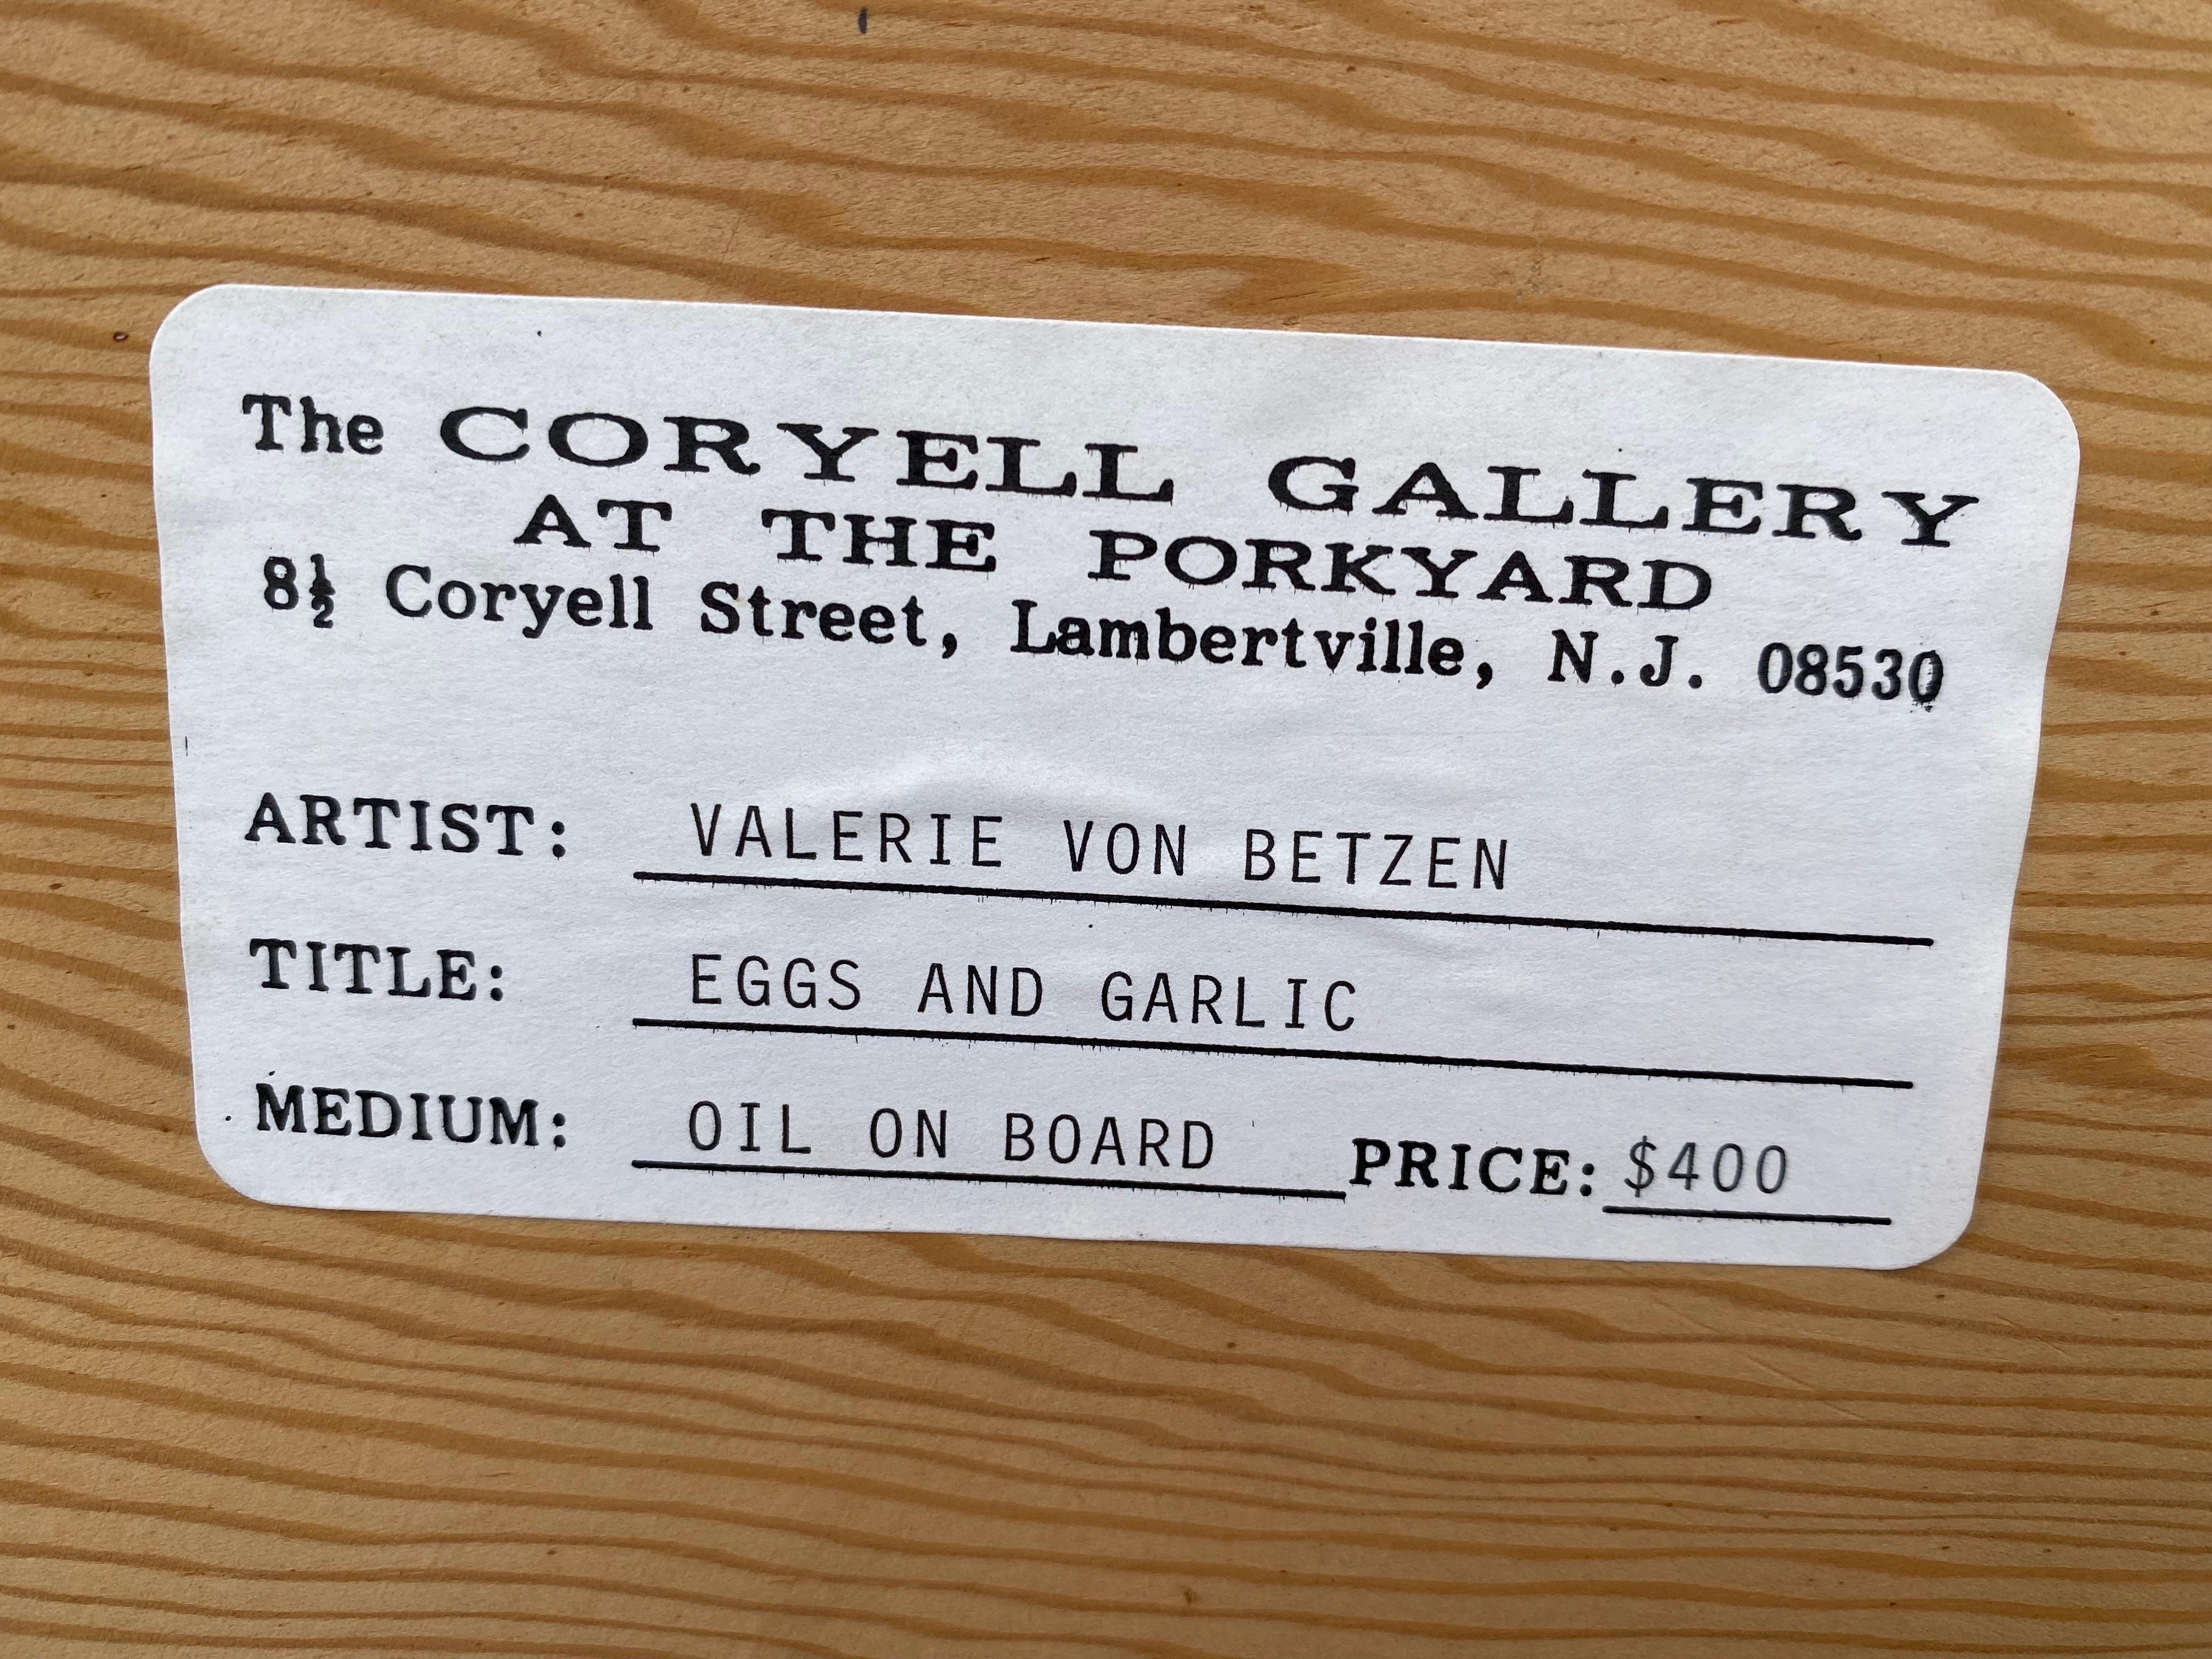 The CORYELL GALLERY
AT THE PORKYARD
8½ Coryell Street, Lambertville, N.J. 08530
ARTIST: VALERIE VON BETZEN
TITLE: EGGS AND GARLIC
MEDIUM: OIL ON BOARD PRICE: $400